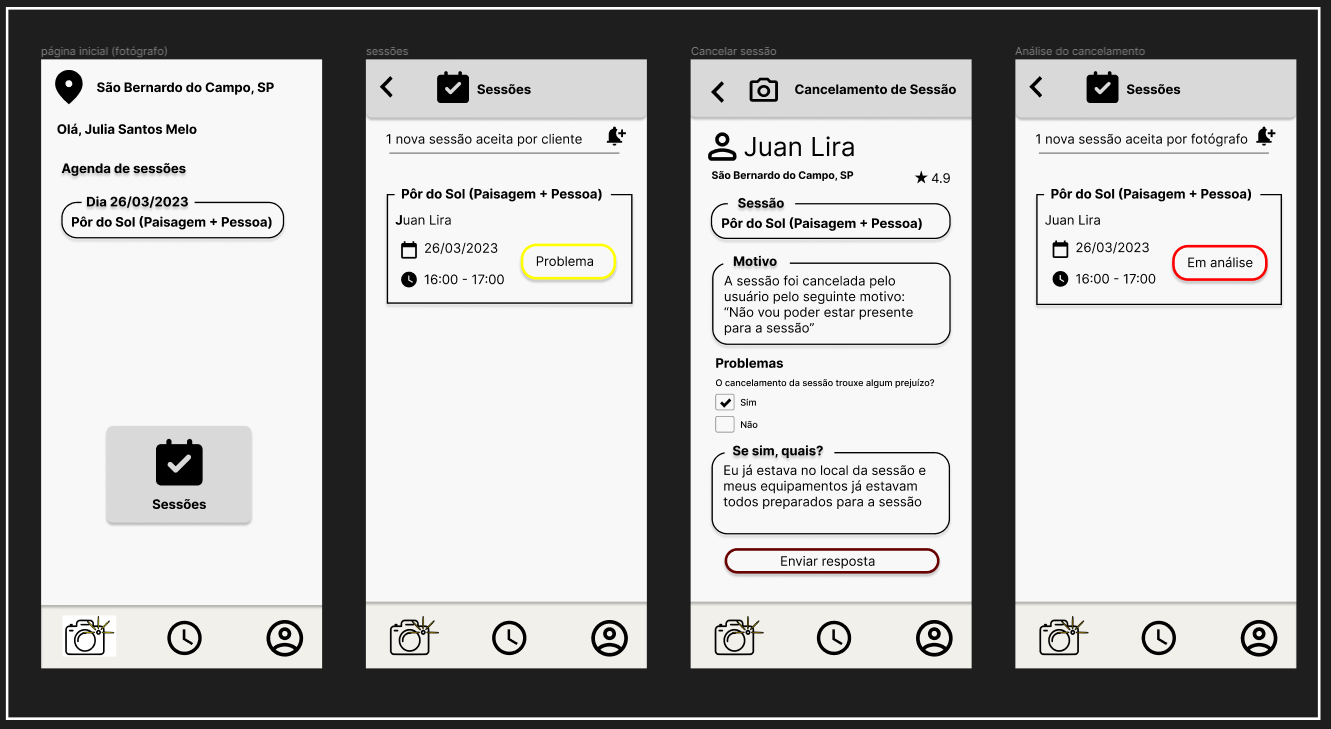 página inicial (fotógrafo)
São Bernardo do Campo, SP
Olá, Julia Santos Melo
Agenda de sessões
Dia 26/03/2023
Pôr do Sol (Paisagem + Pessoa)
Sessões
sessões
Sessões
1 nova sessão aceita por cliente
Pôr do Sol (Paisagem + Pessoa)
Juan Lira
26/03/2023
Problema
16:00 - 17:00
Cancelar sessão
Cancelamento de Sessão
Juan Lira
São Bernardo do Campo, SP
4.9
Sessão
Pôr do Sol (Paisagem + Pessoa)
Motivo
A sessão foi cancelada pelo
usuário pelo seguinte motivo:
“Não vou poder estar presente
para a sessão”
Problemas
O cancelamento da sessão trouxe algum prejuízo?
Sim
Não
Se sim, quais?
Eu já estava no local da sessão e
meus equipamentos já estavam
todos preparados para a sessão
Enviar resposta
Análise do cancelamento
Sessões
1 nova sessão aceita por fotógrafo
Pôr do Sol (Paisagem + Pessoa)
Juan Lira
26/03/2023
Em análise
16:00 - 17:00